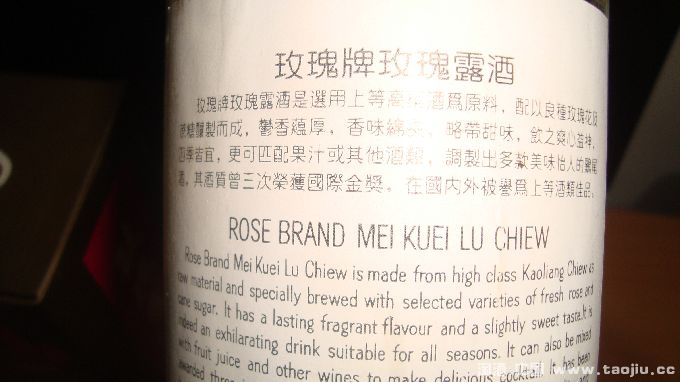 玫瑰牌玫瑰露酒
玫瑰牌玫瑰露酒是選用上等高粱酒爲原料，配以良種玫瑰花及
蔗糖釀製而成，鬱香蘊厚，香味綿長，略帶甜味，飲之爽心益神，
四季皆宜，更可匹配果汁或其他酒類，調製出多款美味怡人的雞尾
酒，其酒質曾三次榮獲國際金獎。在國内外被譽爲上等酒類佳品。
ROSE BRAND MEI KUEI LU CHIEW
Rose Brand Mei Kuei Lu Chiew is made from high class Kaoliang Chiew as
raw material and specially brewed with selected varieties of fresh rose and
cane sugar. It has a lasting fragrant flavour and a slightly sweet taste.It is
indeed an exhilarating drink suitable for all seasons. It can also be mixed
with fruit juice and other wines to make delicious cocktail. It has been
awarded three
www.taojiu.cc